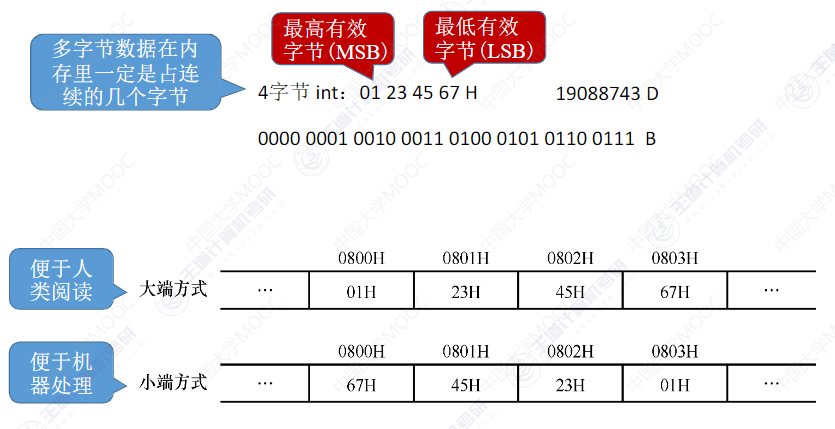 最高有效
字节(MSB)
最低有效
字节(LSB)
多字节数据在内
存里一定是占连
续的几个字节
4字节 int：01 23 45 67 H 19088743 D
0000 0001 0010 0011 0100 0101 0110 0111 B
便于人
类阅读
0800H 0801H 0802H 0803H
大端方式 … 01H 23H 45H 67H …
便于机
器处理
0800H 0801H 0802H 0803H
小端方式 … 67H 45H 23H 01H …
中国大学MOOC
王道计算机考研